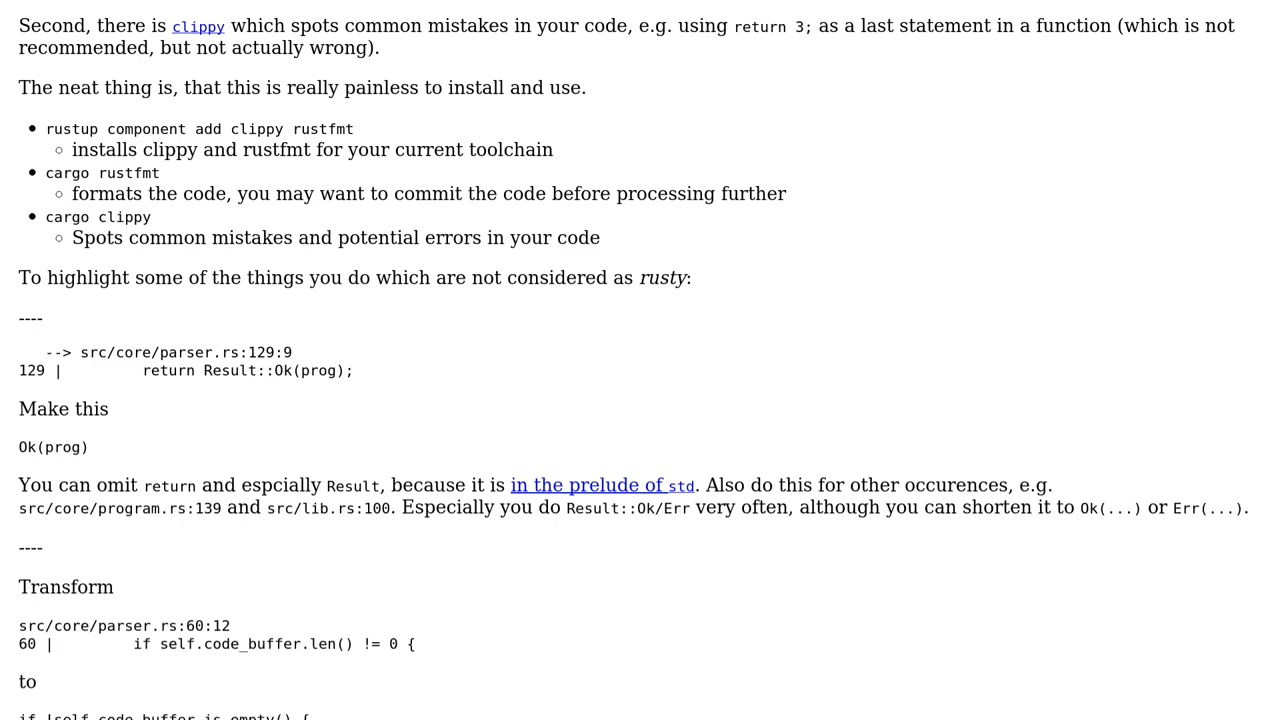 Second, there is clippy which spots common mistakes in your code, e.g. using return 3; as a last statement in a function (which is not
recommended, but not actually wrong).
The neat thing is, that this is really painless to install and use.
• rustup component add clippy rustfmt
◦ installs clippy and rustfmt for your current toolchain
• cargo rustfmt
◦ formats the code, you may want to commit the code before processing further
• cargo clippy
◦ Spots common mistakes and potential errors in your code
To highlight some of the things you do which are not considered as rusty:
----
--> src/core/parser.rs:129:9
129 |         return Result::Ok(prog);
Make this
Ok(prog)
You can omit return and espcially Result, because it is in the prelude of std. Also do this for other occurences, e.g.
src/core/program.rs:139 and src/lib.rs:100. Especially you do Result::Ok/Err very often, although you can shorten it to Ok(...) or Err(...).
----
Transform
src/core/parser.rs:60:12
60 |         if self.code_buffer.len() != 0 {
to
if !self.code_buffer.is_empty() {